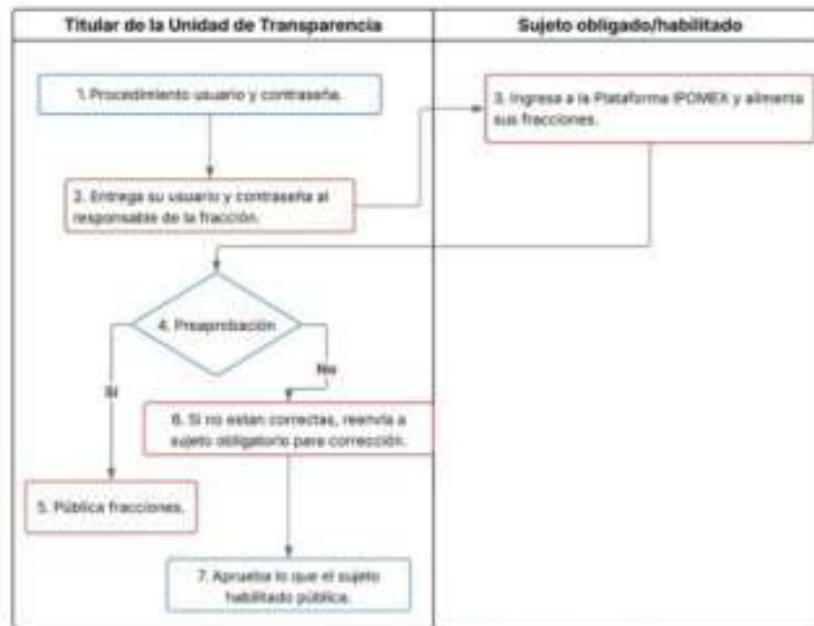 Titular de la Unidad de Transparencia
Sujeto obligado/habilitado
1. Procedimiento usuario y contraseña.
3. Ingresa a la Plataforma IPOMEX y alimenta
sus fracciones.
2. Entrega su usuario y contraseña al
responsable de la fracción.
4. Preaprobación
No
Si
6. Si no estan correctas, reenvía a
sujeto obligatorio para corrección.
5. Pública fracciones.
7. Aprueba lo que el sujeto
habilitado pública.